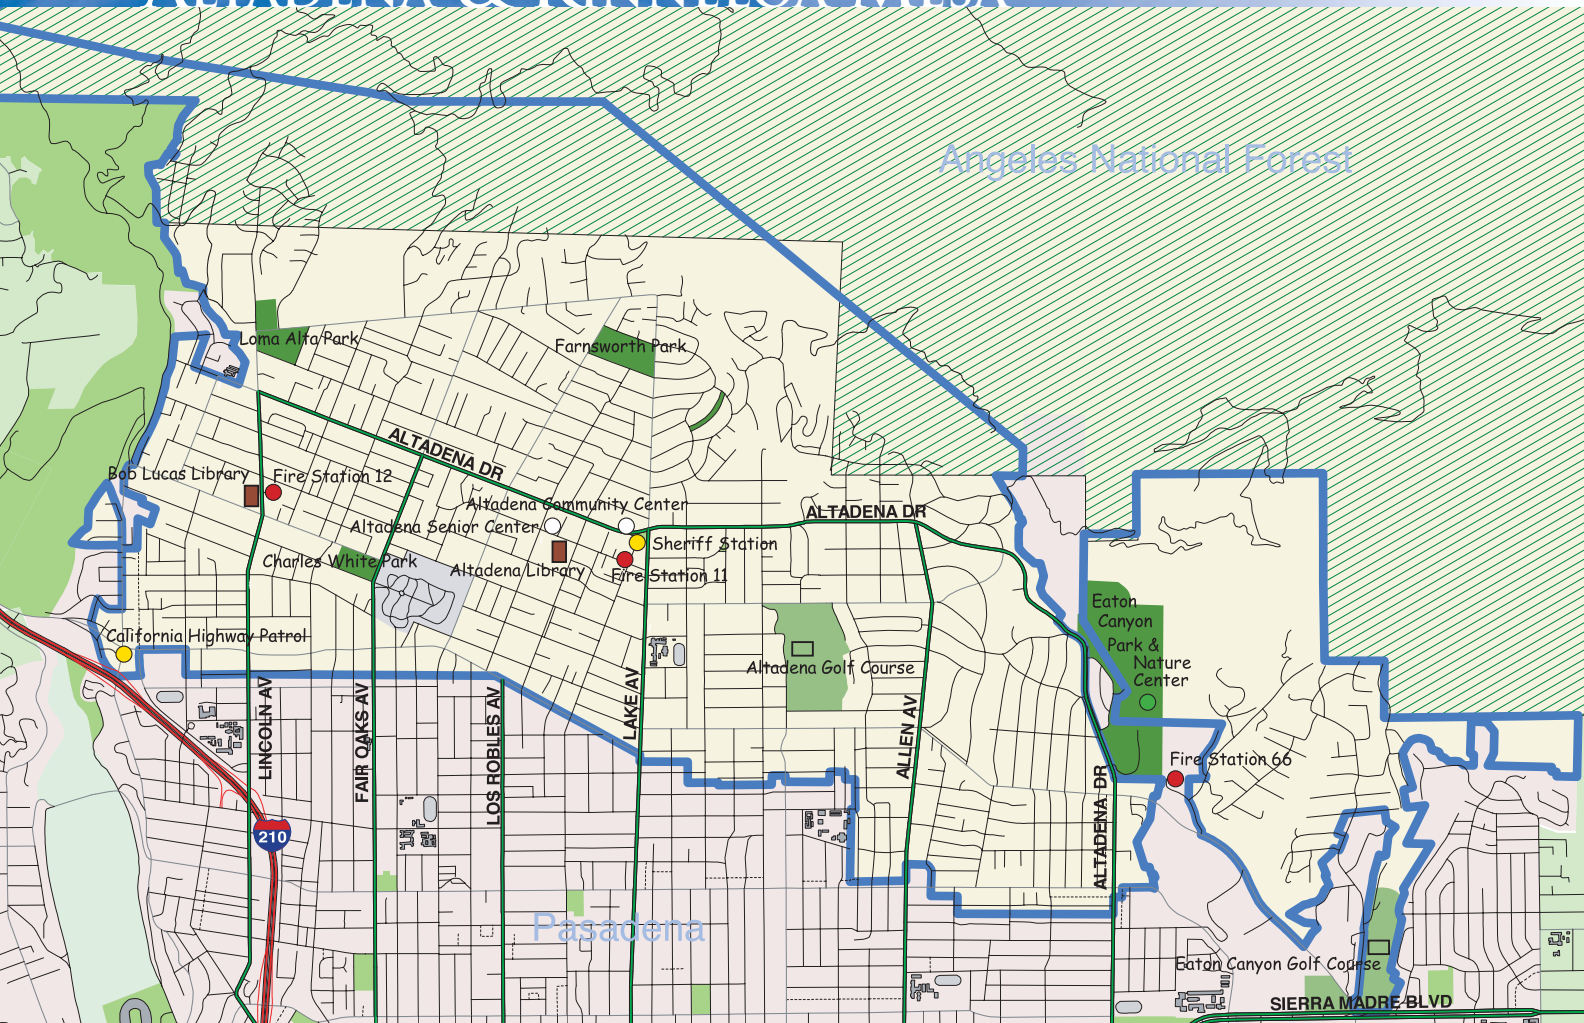 Angeles National Forest
Loma Alta Park
Farnsworth Park
ALTADENA DR
Bob Lucas Library
Fire Station 12
Altadena Community Center
ALTADENA DR
Altadena Senior Center
Sheriff Station
Charles White Park
Altadena Library
Fire Station 11
Eaton
Canyon
Park &
Nature
Center
California Highway Patrol
Altadena Golf Course
LINCOLN AV
FAIR OAKS AV
LOS ROBLES AV
LAKE AV
ALLEN AV
ALTADENA DR
Fire Station 66
210
Pasadena
Eaton Canyon Golf Course
SIERRA MADRE BLVD